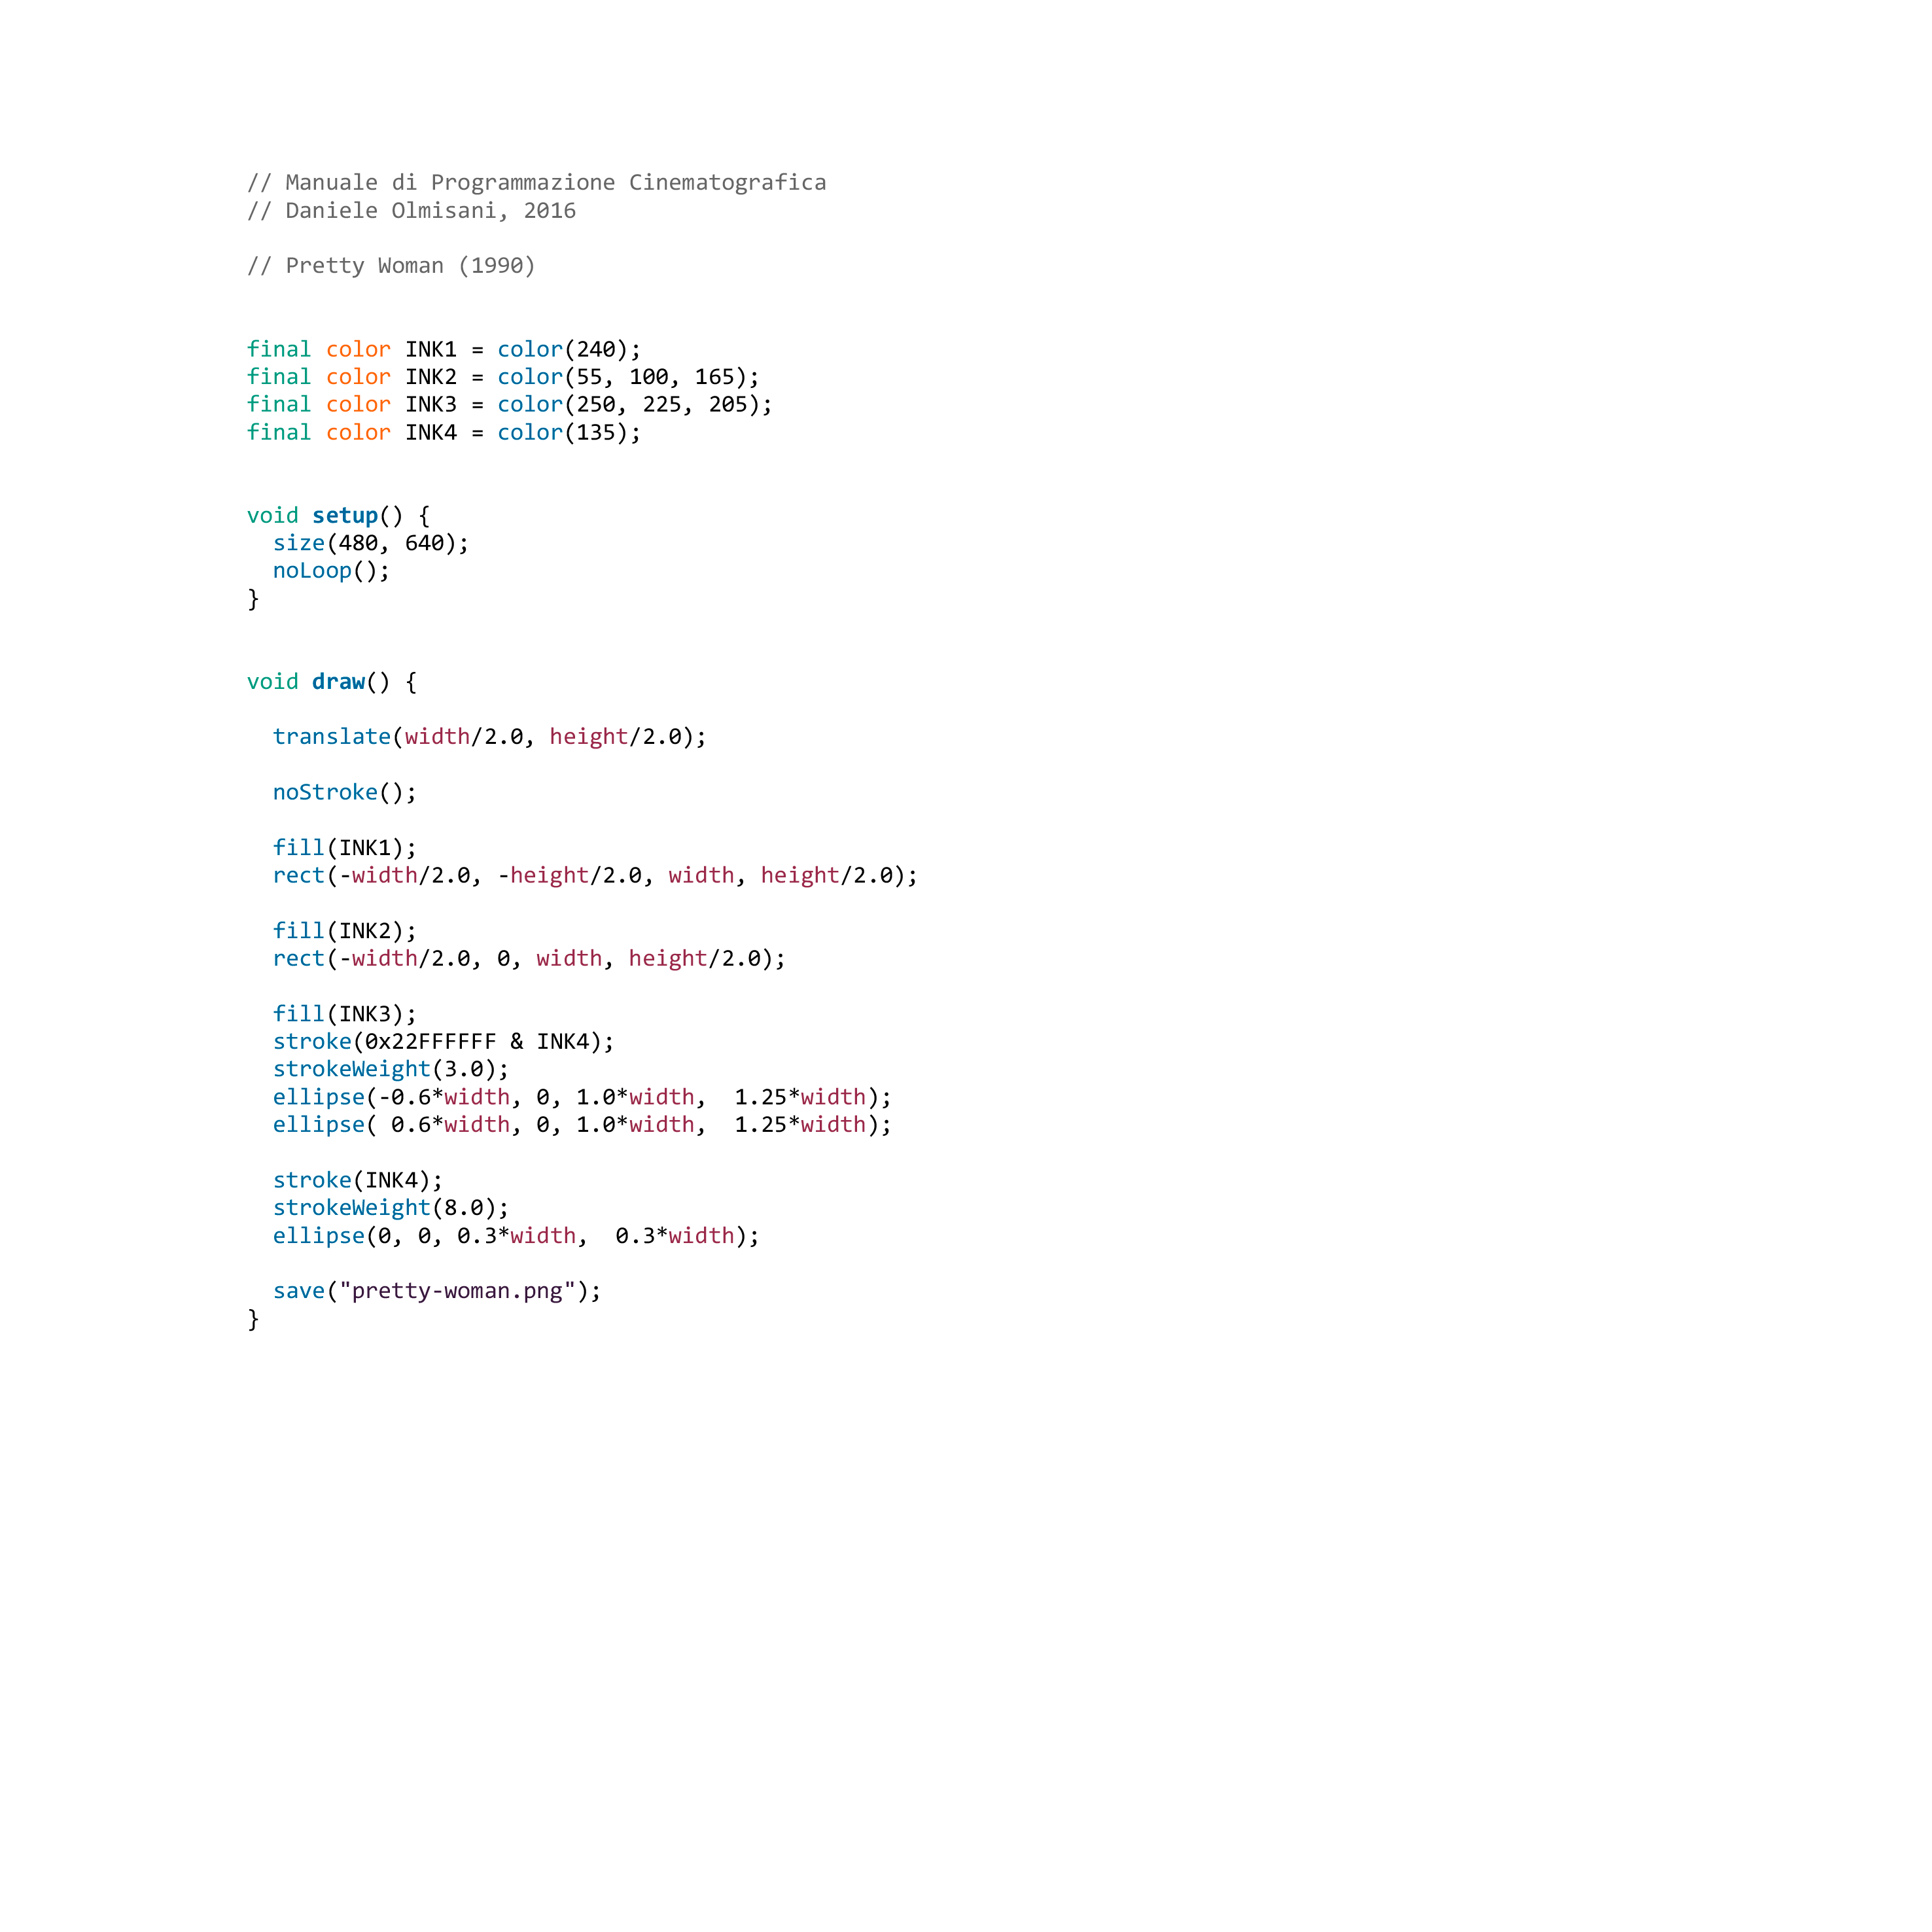 // Manuale di Programmazione Cinematografica
// Daniele Olmisani, 2016

// Pretty Woman (1990)


final color INK1 = color(240);
final color INK2 = color(55, 100, 165);
final color INK3 = color(250, 225, 205);
final color INK4 = color(135);


void setup() {
  size(480, 640);
  noLoop();
}


void draw() {

  translate(width/2.0, height/2.0);

  noStroke();

  fill(INK1);
  rect(-width/2.0, -height/2.0, width, height/2.0);

  fill(INK2);
  rect(-width/2.0, 0, width, height/2.0);

  fill(INK3);
  stroke(0x22FFFFFF & INK4);
  strokeWeight(3.0);
  ellipse(-0.6*width, 0, 1.0*width,  1.25*width);
  ellipse( 0.6*width, 0, 1.0*width,  1.25*width);

  stroke(INK4);
  strokeWeight(8.0);
  ellipse(0, 0, 0.3*width,  0.3*width);

  save("pretty-woman.png");
}